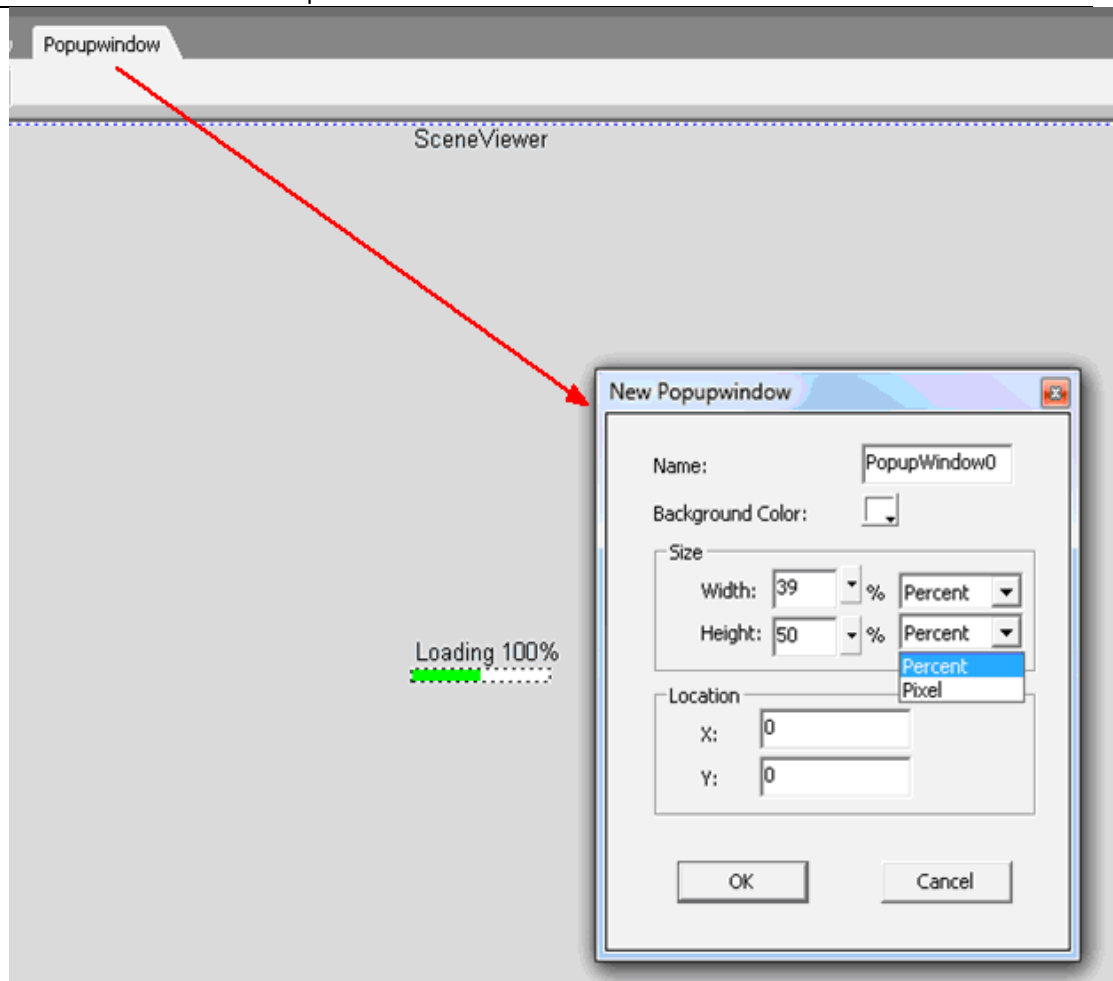 Popupwindow
SceneViewer
New Popupwindow
Name: PopupWindow0
Background Color:
Size
Width: 39 % Percent
Height: 50 % Percent
Percent
Pixel
Loading 100%
Location
X: 0
Y: 0
OK Cancel